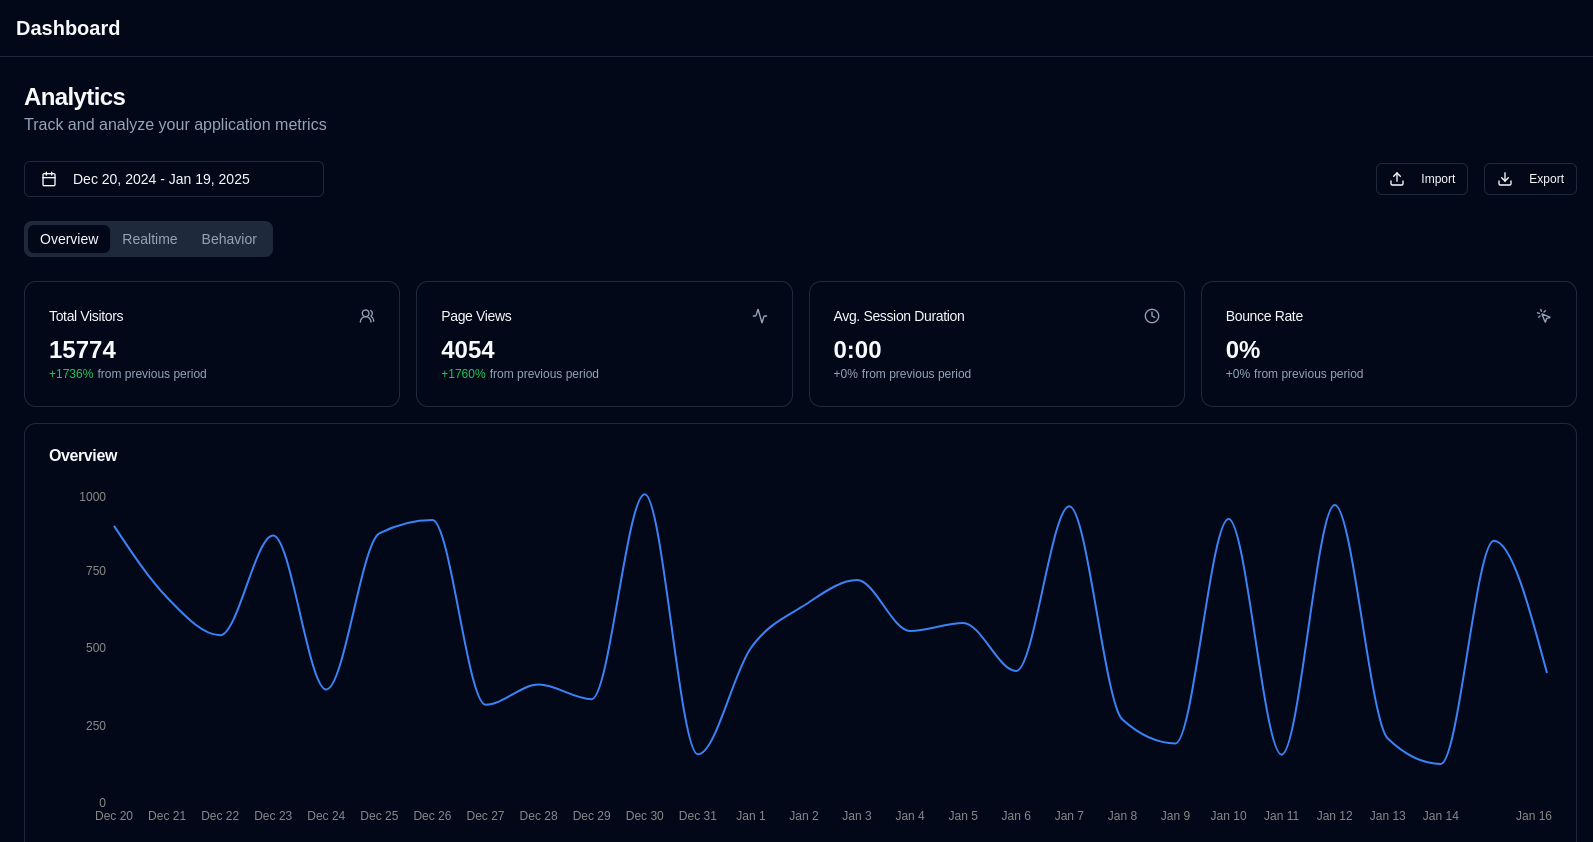 Dashboard
Analytics
Track and analyze your application metrics
Dec 20, 2024 - Jan 19, 2025
Import
Export
Overview
Realtime
Behavior
Total Visitors
15774
+1736% from previous period
Page Views
4054
+1760% from previous period
Avg. Session Duration
0:00
+0% from previous period
Bounce Rate
0%
+0% from previous period
Overview
1000
750
500
250
0
Dec 20 Dec 21 Dec 22 Dec 23 Dec 24 Dec 25 Dec 26 Dec 27 Dec 28 Dec 29 Dec 30 Dec 31 Jan 1 Jan 2 Jan 3 Jan 4 Jan 5 Jan 6 Jan 7 Jan 8 Jan 9 Jan 10 Jan 11 Jan 12 Jan 13 Jan 14 Jan 16